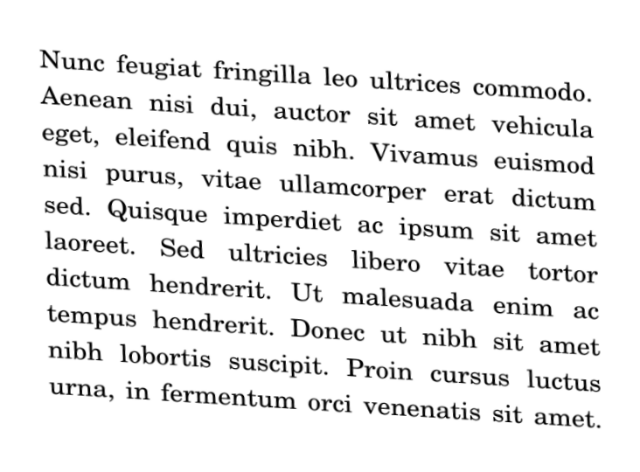 Nunc feugiat fringilla leo ultrices commodo.
Aenean nisi dui, auctor sit amet vehicula
eget, eleifend quis nibh. Vivamus euismod
nisi purus, vitae ullamcorper erat dictum
sed. Quisque imperdiet ac ipsum sit amet
laoreet. Sed ultricies libero vitae tortor
dictum hendrerit. Ut malesuada enim ac
tempus hendrerit. Donec ut nibh sit amet
nibh lobortis suscipit. Proin cursus luctus
urna, in fermentum orci venenatis sit amet.